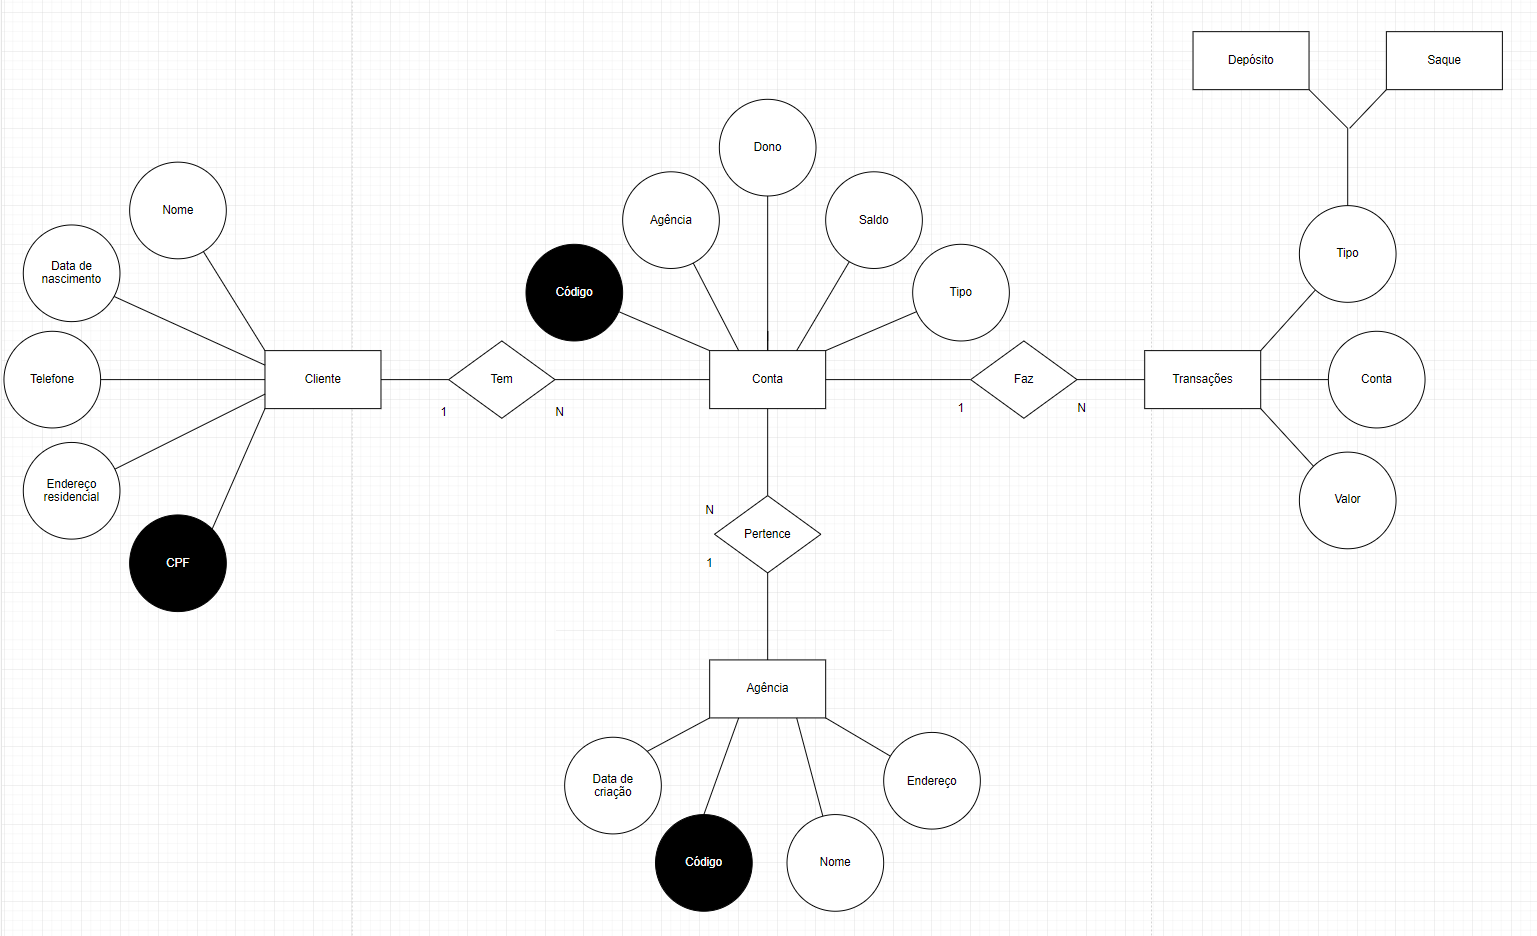 Depósito
Saque
Dono
Nome
Agência
Saldo
Tipo
Data de
nascimento
Código
Tipo
Telefone
Cliente
Tem
Conta
Faz
Transações
Conta
1
N
1
N
Endereço
residencial
Valor
N
Pertence
1
CPF
Agência
Data de
criação
Endereço
Código
Nome